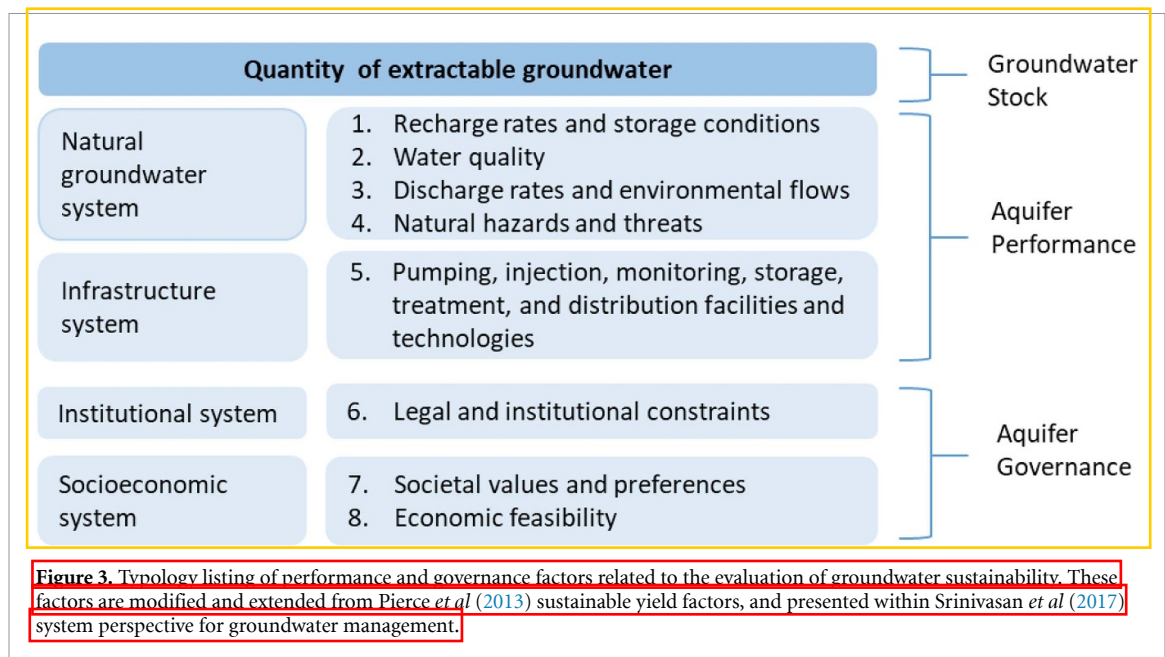 Quantity of extractable groundwater
Groundwater
Stock
Natural
groundwater
system
1. Recharge rates and storage conditions
2. Water quality
3. Discharge rates and environmental flows
4. Natural hazards and threats
Aquifer
Performance
Infrastructure
system
5. Pumping, injection, monitoring, storage,
treatment, and distribution facilities and
technologies
Institutional system
6. Legal and institutional constraints
Aquifer
Governance
Socioeconomic
system
7. Societal values and preferences
8. Economic feasibility
Figure 3. Typology listing of performance and governance factors related to the evaluation of groundwater sustainability. These
factors are modified and extended from Pierce et al (2013) sustainable yield factors, and presented within Srinivasan et al (2017)
system perspective for groundwater management.